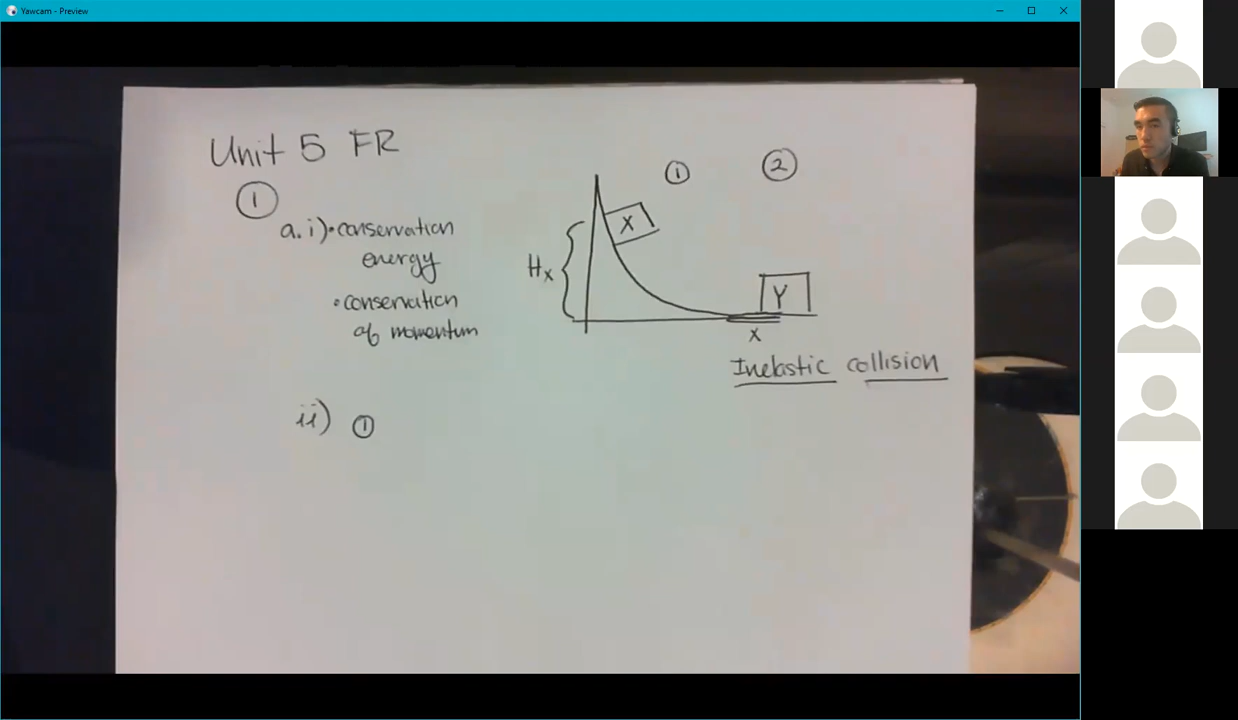 Yawcam - Preview
Unit 5 FR
①
a. i) • conservation
energy
• conservation
of momentum
ii) ①
① ②
X
Hx
Y
X
Inelastic collision